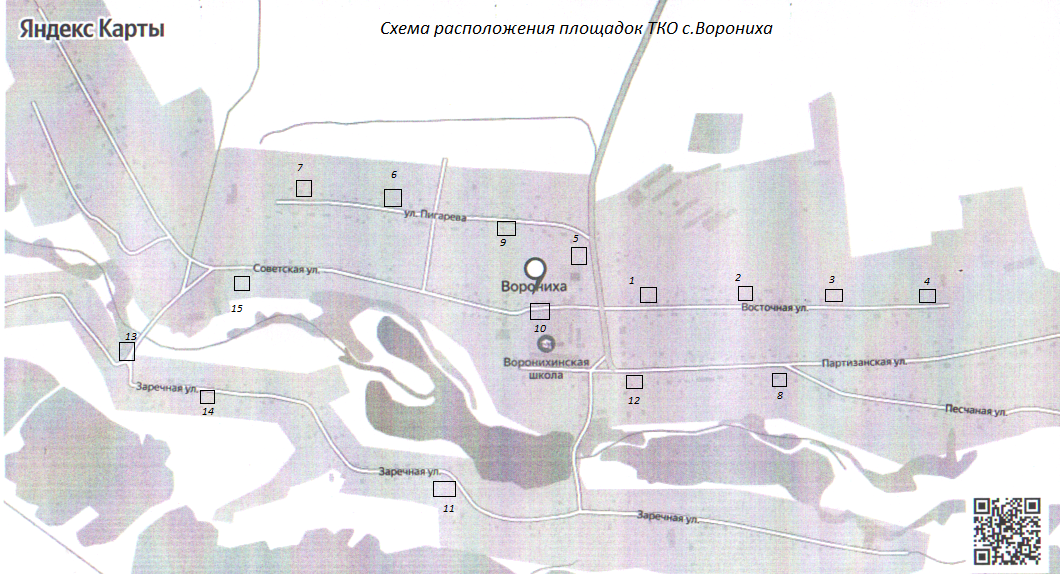 Яндекс Карты
Схема расположения площадок ТКО с.Ворониха
7
6
ул. Пигарева
9
5
Советская ул.
15
Ворониха
10
1
2
3
4
Восточная ул.
13
Воронихинская
школа
Партизанская ул.
12
8
Песчаная ул.
Заречная ул.
14
Заречная ул.
11
Заречная ул.